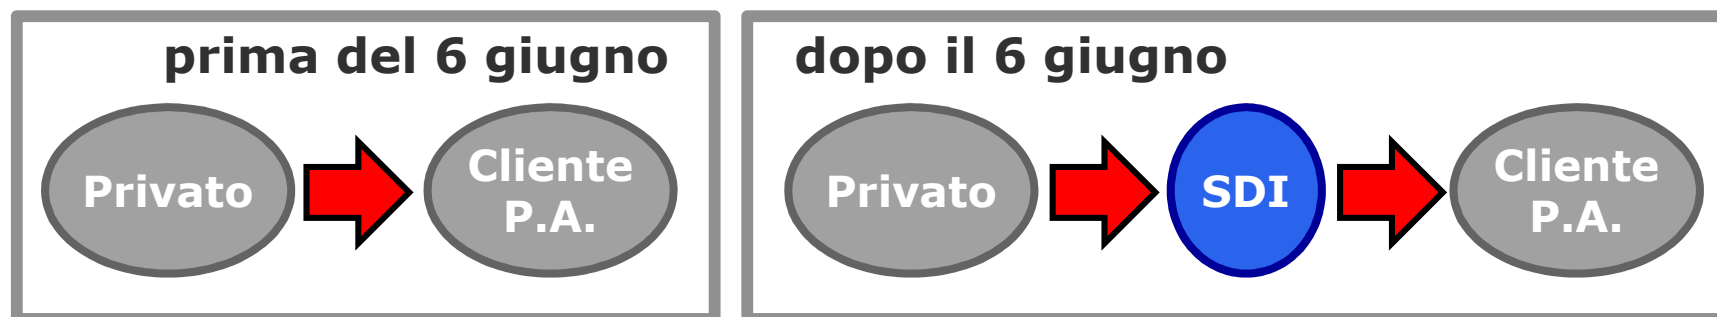 prima del 6 giugno
Privato
Cliente
P.A.
dopo il 6 giugno
Privato
SDI
Cliente
P.A.